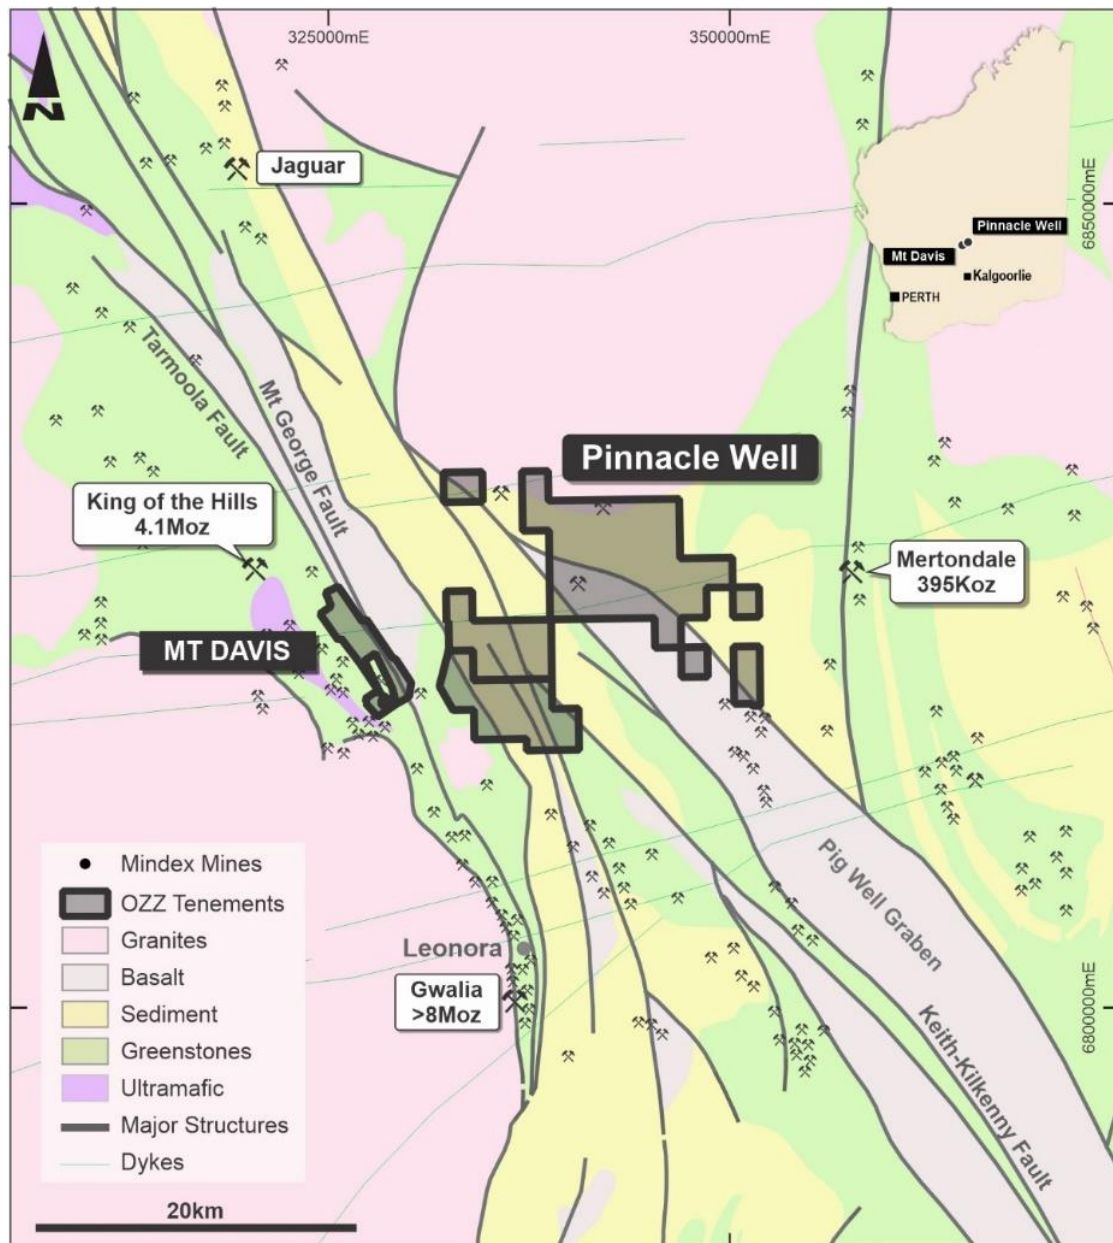 325000mE
350000mE
N
Jaguar
6850000mE
Pinnacle Well
Mt Davis
Kalgoorlie
PERTH
Tarmoola Fault
Mt George Fault
Pinnacle Well
King of the Hills
4.1Moz
Mertondale
395Koz
MT DAVIS
Pig Well Graben
Keith-Kilkenny Fault
Leonora
Gwalia
>8Moz
6800000mE
Mindex Mines
OZZ Tenements
Granites
Basalt
Sediment
Greenstones
Ultramafic
Major Structures
Dykes
20km